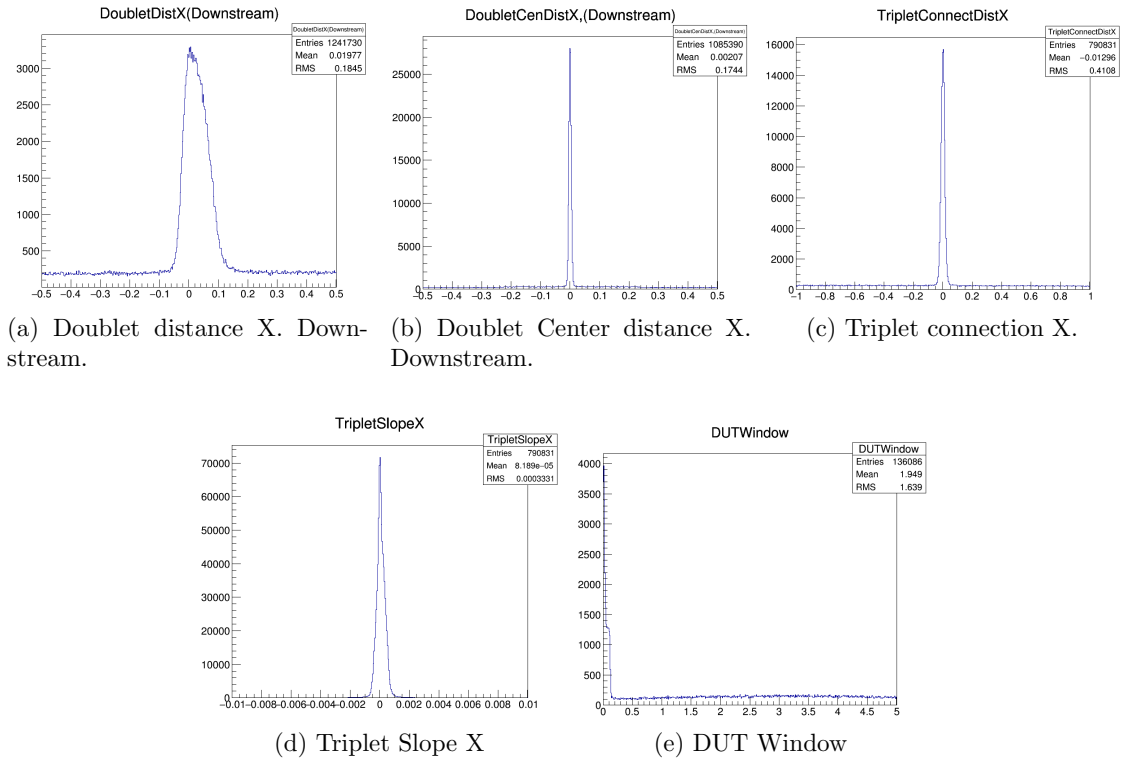 DoubletDistX(Downstream)
DoubletDistX(Downstream)
Entries 1241730
Mean 0.01977
RMS 0.1845
3000
2500
2000
1500
1000
500
−0.5 −0.4 −0.3 −0.2 −0.1 0 0.1 0.2 0.3 0.4 0.5
(a) Doublet distance X. Down-
stream.
DoubletCenDistX,(Downstream)
DoubletCenDistX,(Downstream)
Entries 1085390
Mean 0.00207
RMS 0.1744
25000
20000
15000
10000
5000
0
−0.5 −0.4 −0.3 −0.2 −0.1 0 0.1 0.2 0.3 0.4 0.5
(b) Doublet Center distance X.
Downstream.
TripletConnectDistX
TripletConnectDistX
Entries 790831
Mean −0.01296
RMS 0.4108
16000
14000
12000
10000
8000
6000
4000
2000
0
−1 −0.8 −0.6 −0.4 −0.2 0 0.2 0.4 0.6 0.8 1
(c) Triplet connection X.
TripletSlopeX
TripletSlopeX
Entries 790831
Mean 8.189e−05
RMS 0.0003331
70000
60000
50000
40000
30000
20000
10000
0
−0.01−0.008−0.006−0.004−0.002 0 0.002 0.004 0.006 0.008 0.01
(d) Triplet Slope X
DUTWindow
DUTWindow
Entries 136086
Mean 1.949
RMS 1.639
4000
3500
3000
2500
2000
1500
1000
500
0
0 0.5 1 1.5 2 2.5 3 3.5 4 4.5 5
(e) DUT Window